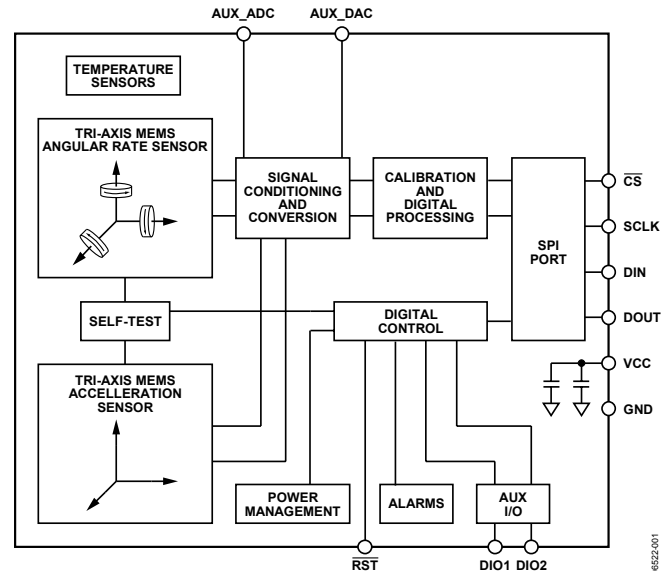 AUX_ADC
AUX_DAC
TEMPERATURE
SENSORS
TRI-AXIS MEMS
ANGULAR RATE SENSOR
SIGNAL
CONDITIONING
AND
CONVERSION
CALIBRATION
AND
DIGITAL
PROCESSING
SPI
PORT
CS
SCLK
DIN
DOUT
SELF-TEST
DIGITAL
CONTROL
VCC
GND
TRI-AXIS MEMS
ACCELLERATION
SENSOR
POWER
MANAGEMENT
ALARMS
AUX
I/O
RST
DIO1
DIO2
6522-001